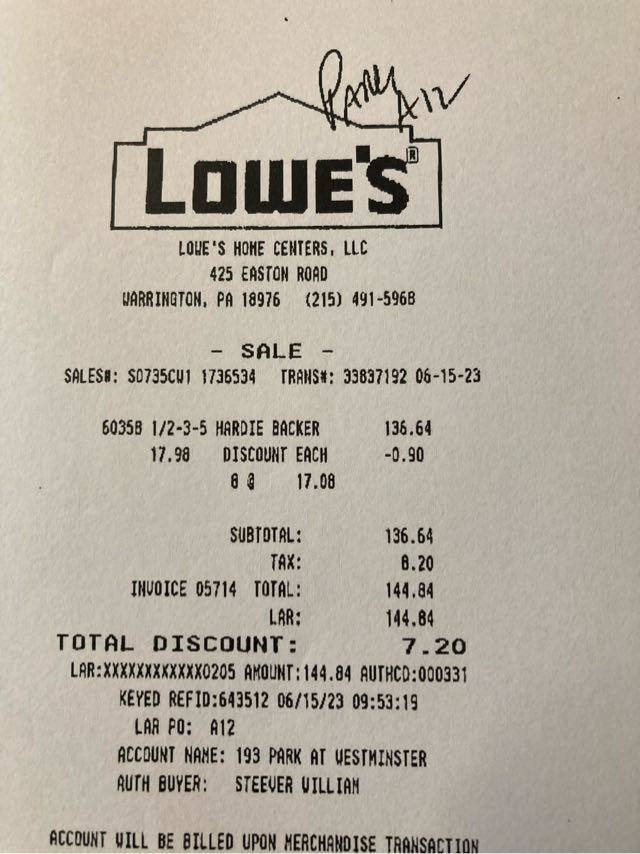 PARK A12
LOWE'S®
LOWE'S HOME CENTERS, LLC
425 EASTON ROAD
WARRINGTON, PA 18976 (215) 491-5968
- SALE -
SALES#: S0735CW1 1736534 TRANS#: 33837192 06-15-23
60358 1/2-3-5 HARDIE BACKER 136.64
17.98 DISCOUNT EACH -0.90
8 @ 17.08
SUBTOTAL: 136.64
TAX: 8.20
INVOICE 05714 TOTAL: 144.84
LAR: 144.84
TOTAL DISCOUNT: 7.20
LAR:XXXXXXXXXXXX0205 AMOUNT:144.84 AUTHCD:000331
KEYED REFID:643512 06/15/23 09:53:19
LAR PO: A12
ACCOUNT NAME: 193 PARK AT WESTMINSTER
AUTH BUYER: STEEVER WILLIAM
ACCOUNT WILL BE BILLED UPON MERCHANDISE TRANSACTION